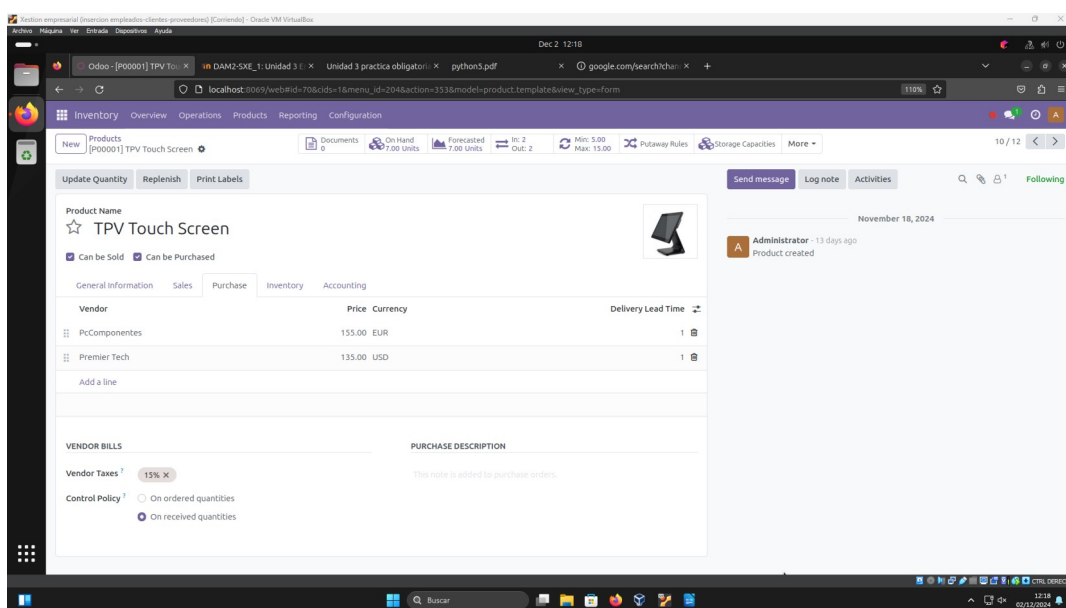 Xestion empresarial (insercion empleados-clientes-proveedores) [Corriendo] - Oracle VM VirtualBox
Archivo Máquina Ver Entrada Dispositivos Ayuda
Dec 2 12:18
Odoo - [P00001] TPV Tou × DAM2-SXE_1: Unidad 3 E × Unidad 3 practica obligatori × python5.pdf × google.com/search?chan × +
localhost:8069/web#id=70&cids=1&menu_id=204&action=353&model=product.template&view_type=form 110%
Inventory Overview Operations Products Reporting Configuration 1 A
New Products [P00001] TPV Touch Screen
Documents 0 On Hand 7.00 Units Forecasted 7.00 Units In: 2 Out: 2 Min: 5.00 Max: 15.00 Putaway Rules Storage Capacities More 10 / 12
Update Quantity Replenish Print Labels Send message Log note Activities 1 Following
Product Name
TPV Touch Screen
Can be Sold Can be Purchased
General Information Sales Purchase Inventory Accounting
Vendor Price Currency Delivery Lead Time
PcComponentes 155.00 EUR 1
Premier Tech 135.00 USD 1
Add a line
VENDOR BILLS
Vendor Taxes ? 15% ×
Control Policy ? On ordered quantities
On received quantities
PURCHASE DESCRIPTION
This note is added to purchase orders.
November 18, 2024
A Administrator - 13 days ago
Product created
CTRL DEREC
Buscar
12:18
02/12/2024